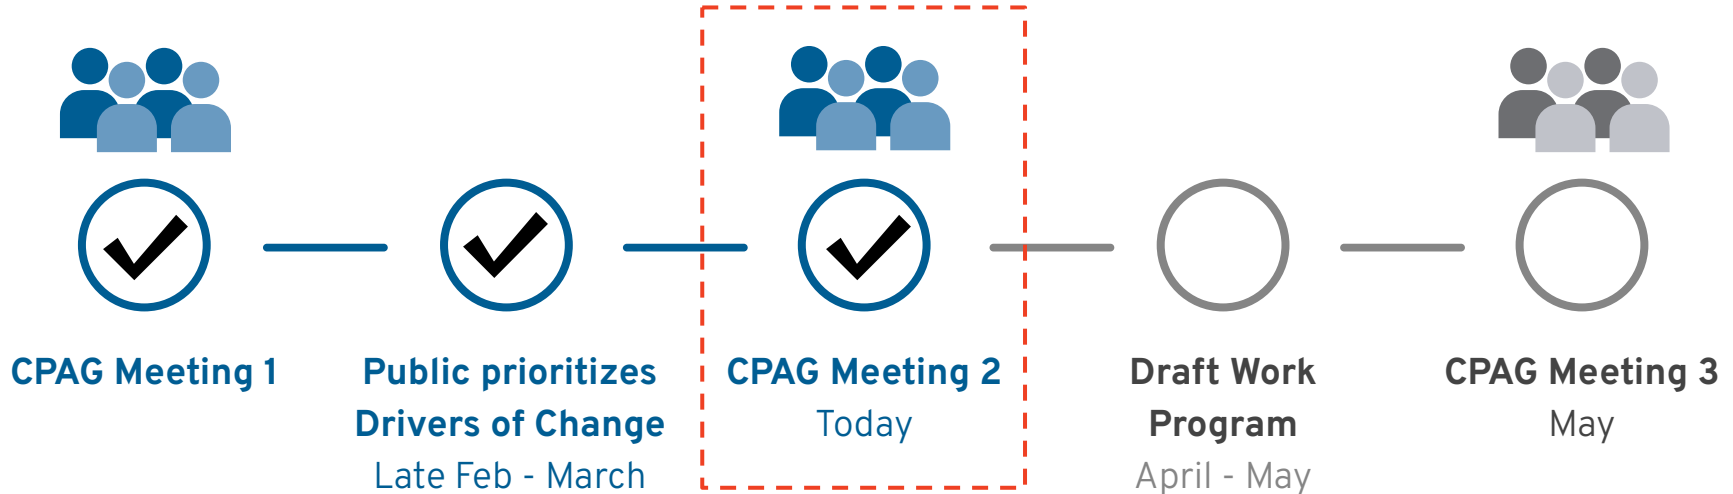 CPAG Meeting 1
Public prioritizes
Drivers of Change
Late Feb - March
CPAG Meeting 2
Today
Draft Work
Program
April - May
CPAG Meeting 3
May